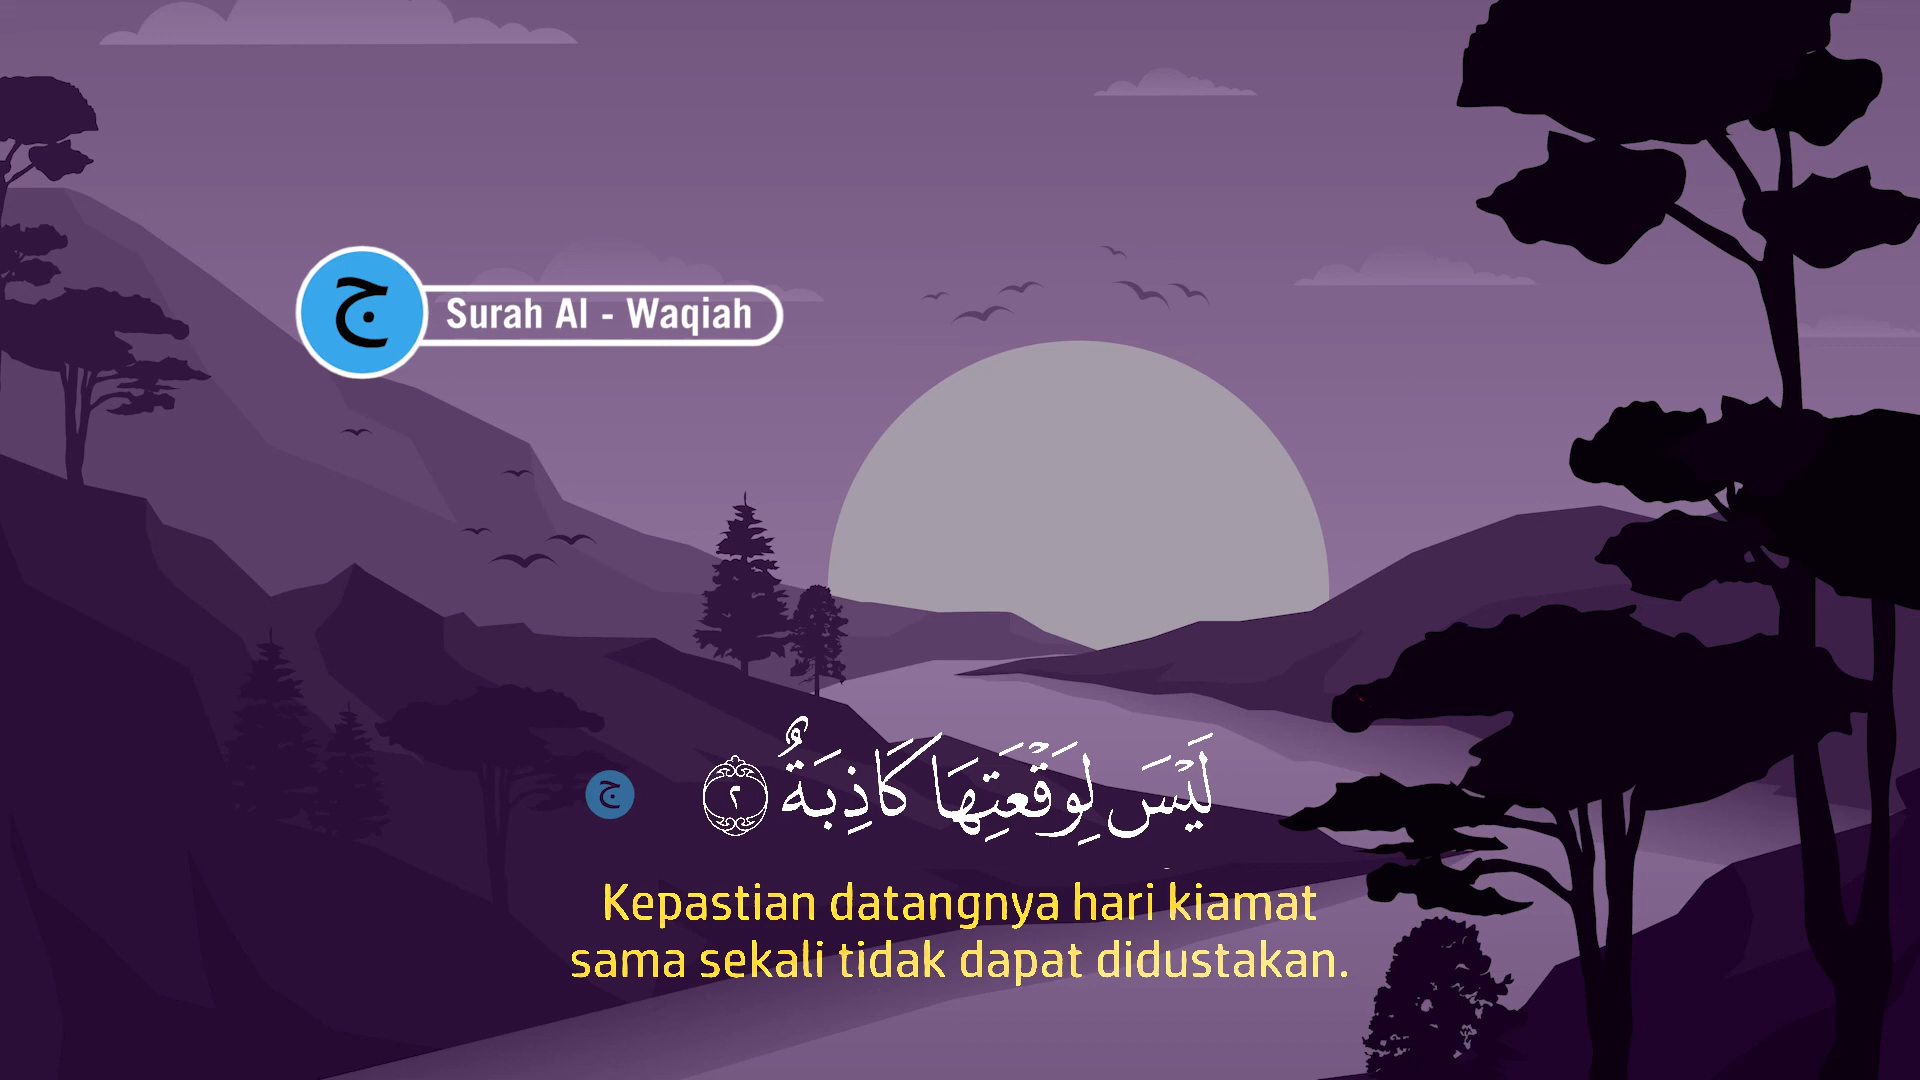 ج
Surah Al - Waqiah
لَيْسَ لِوَقْعَتِهَا كَاذِبَةٌۘ ٢
ج
Kepastian datangnya hari kiamat
sama sekali tidak dapat didustakan.